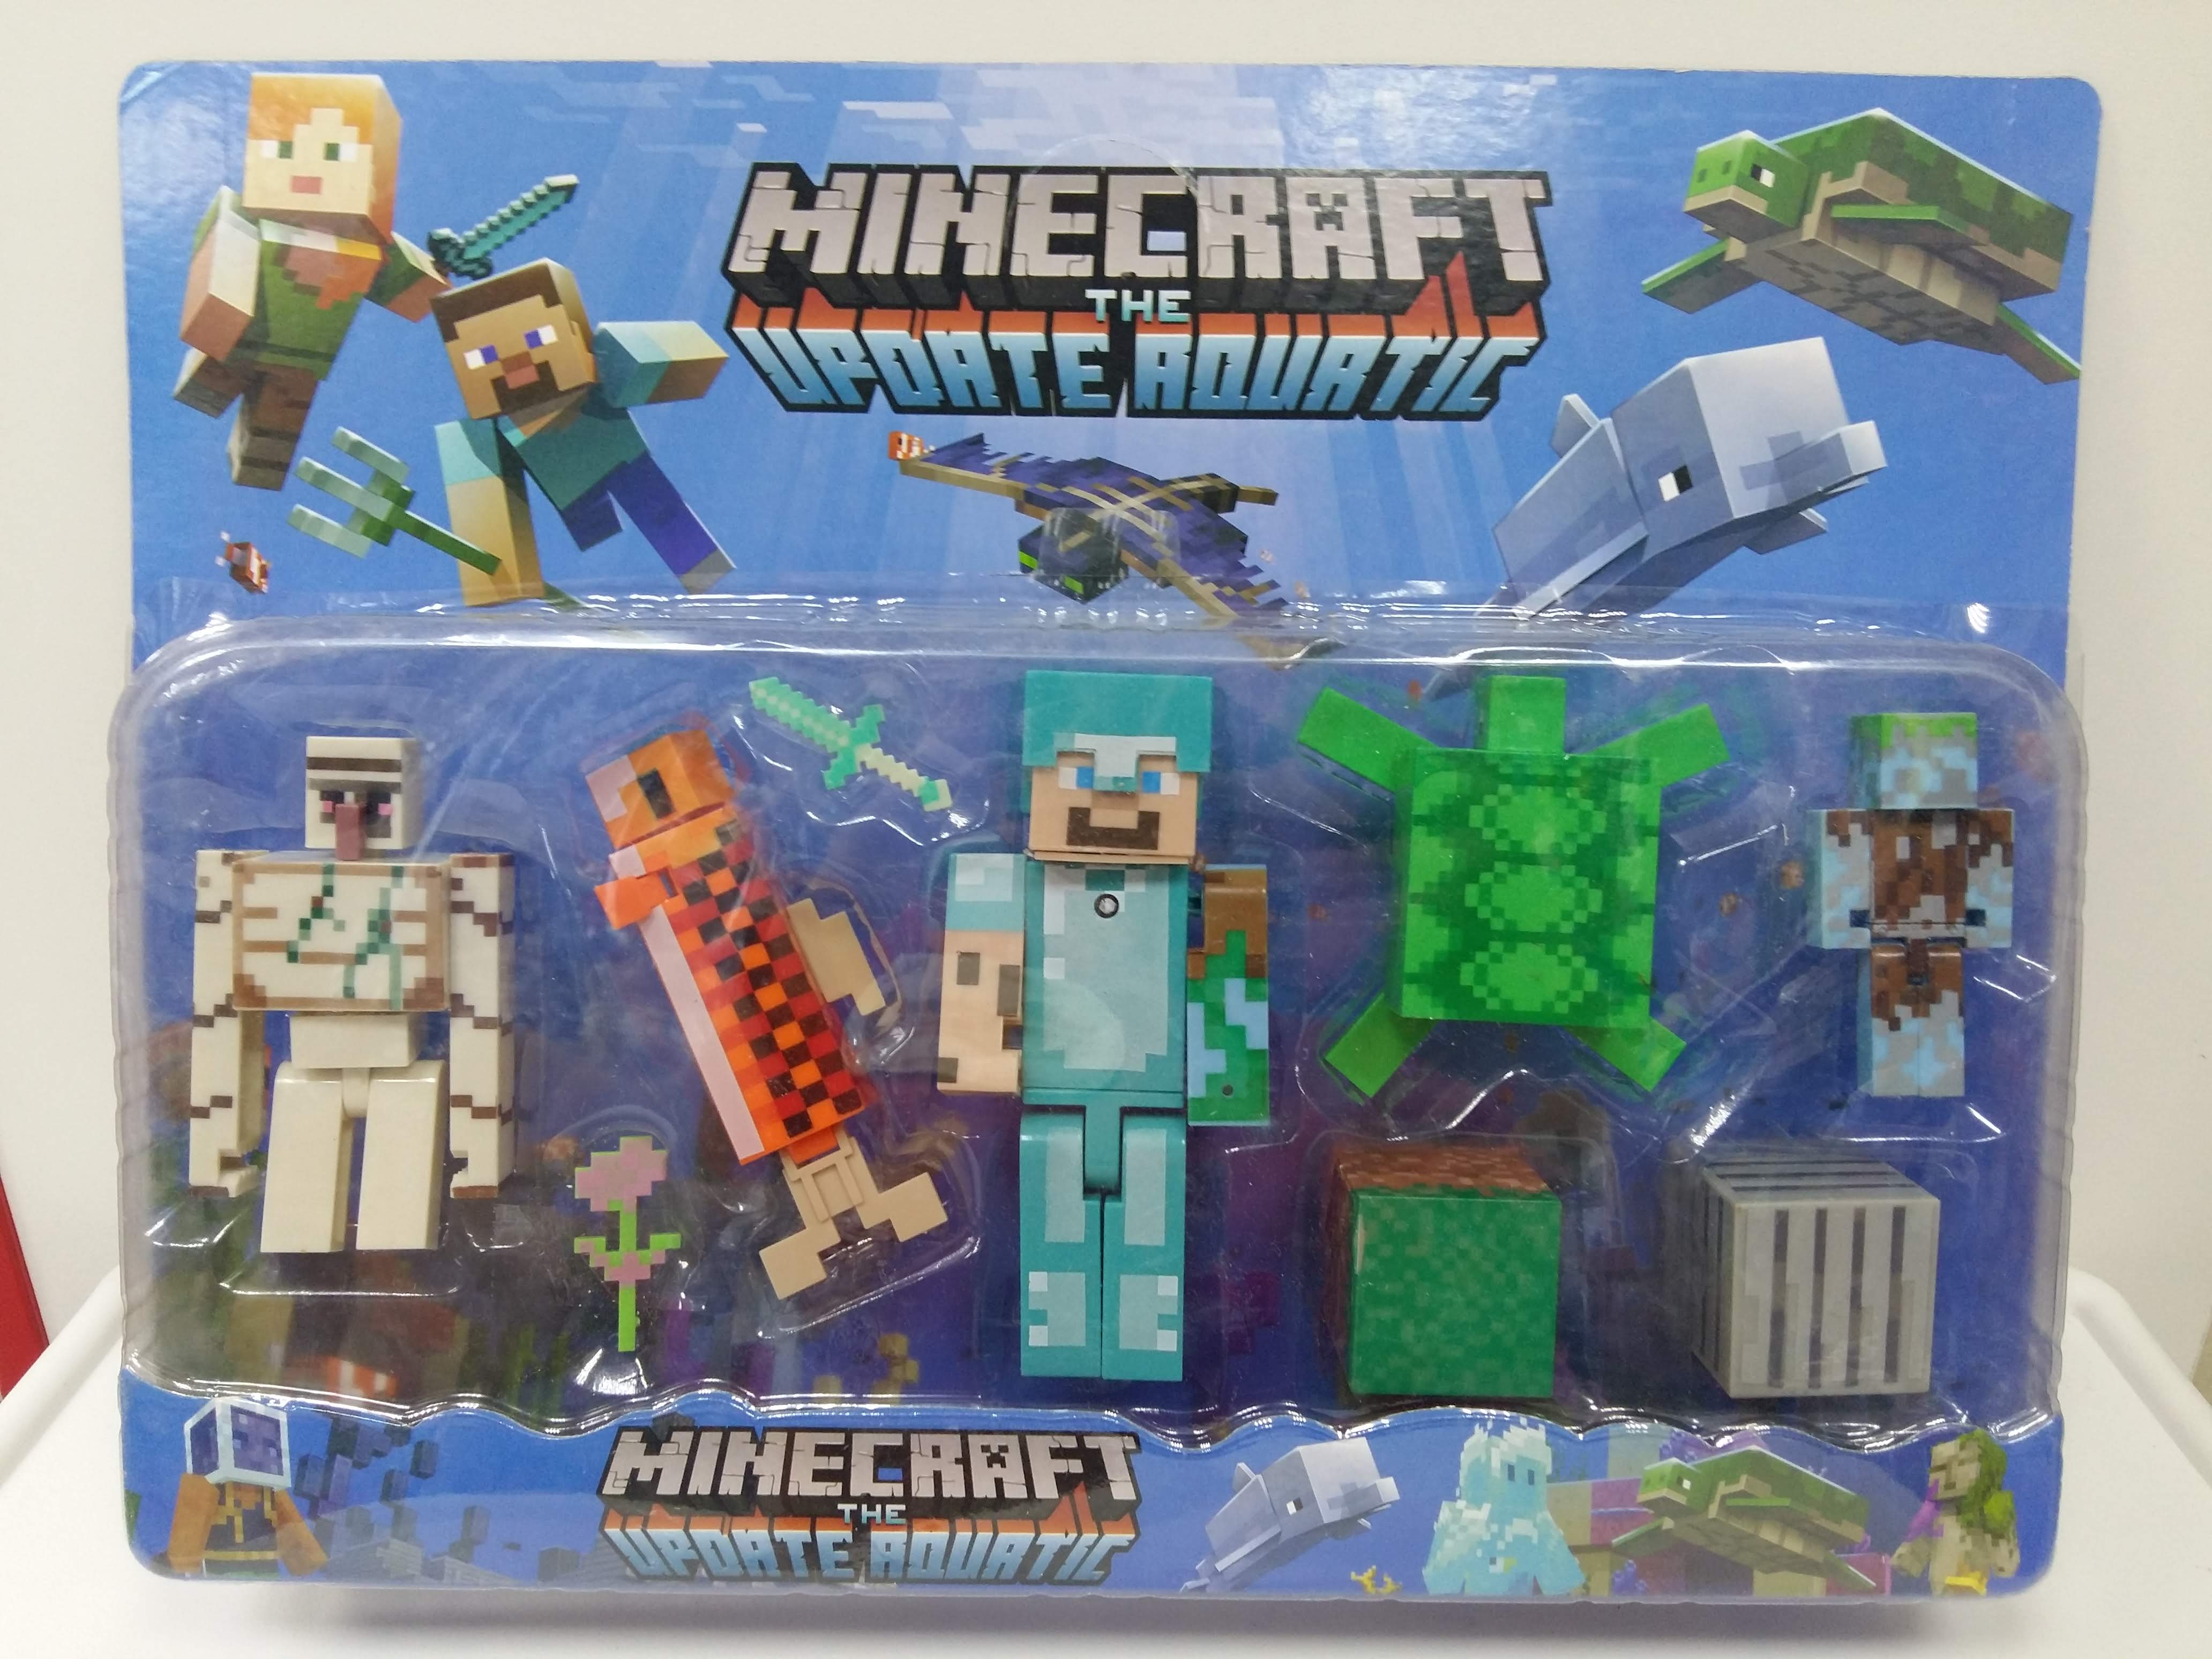 MINECRAFT
THE
UPDATE AQUATIC
MINECRAFT
THE
UPDATE AQUATIC